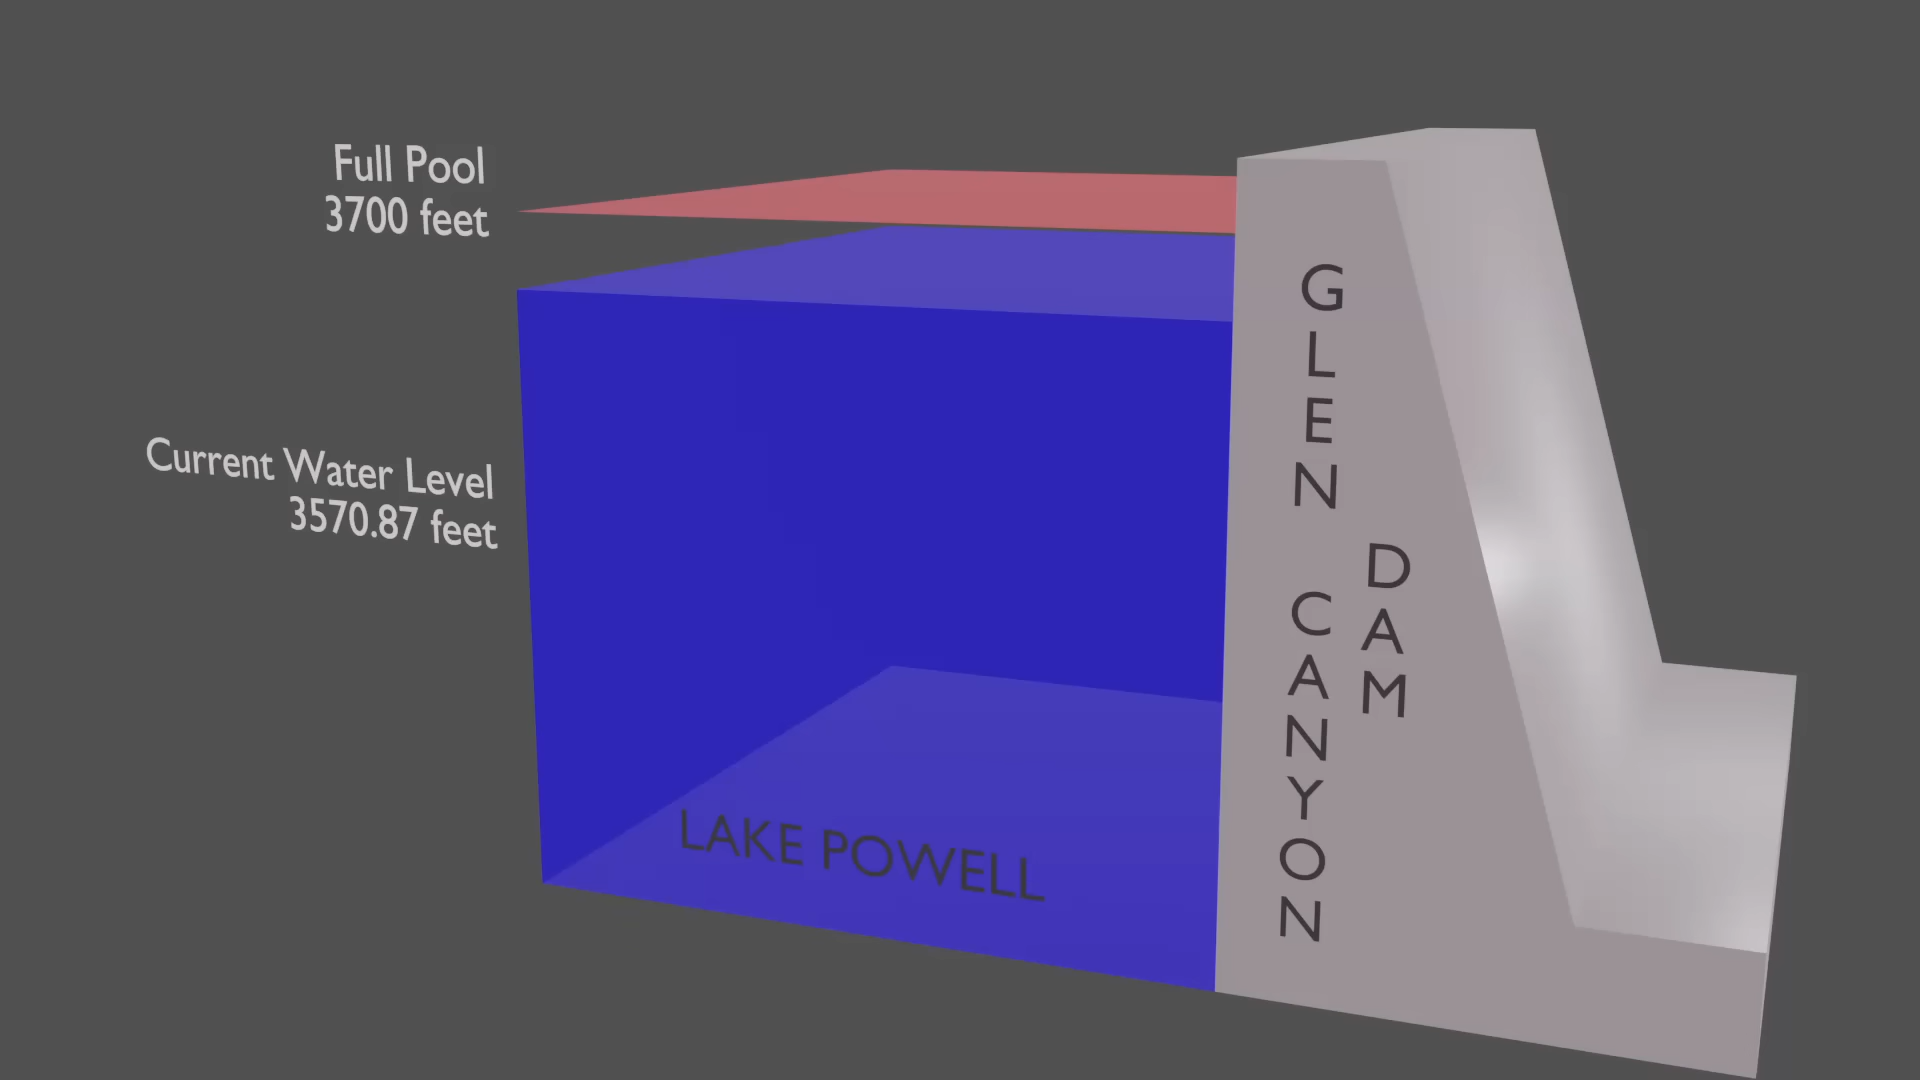 Full Pool
3700 feet
Current Water Level
3570.87 feet
LAKE POWELL
GLEN CANYON
DAM